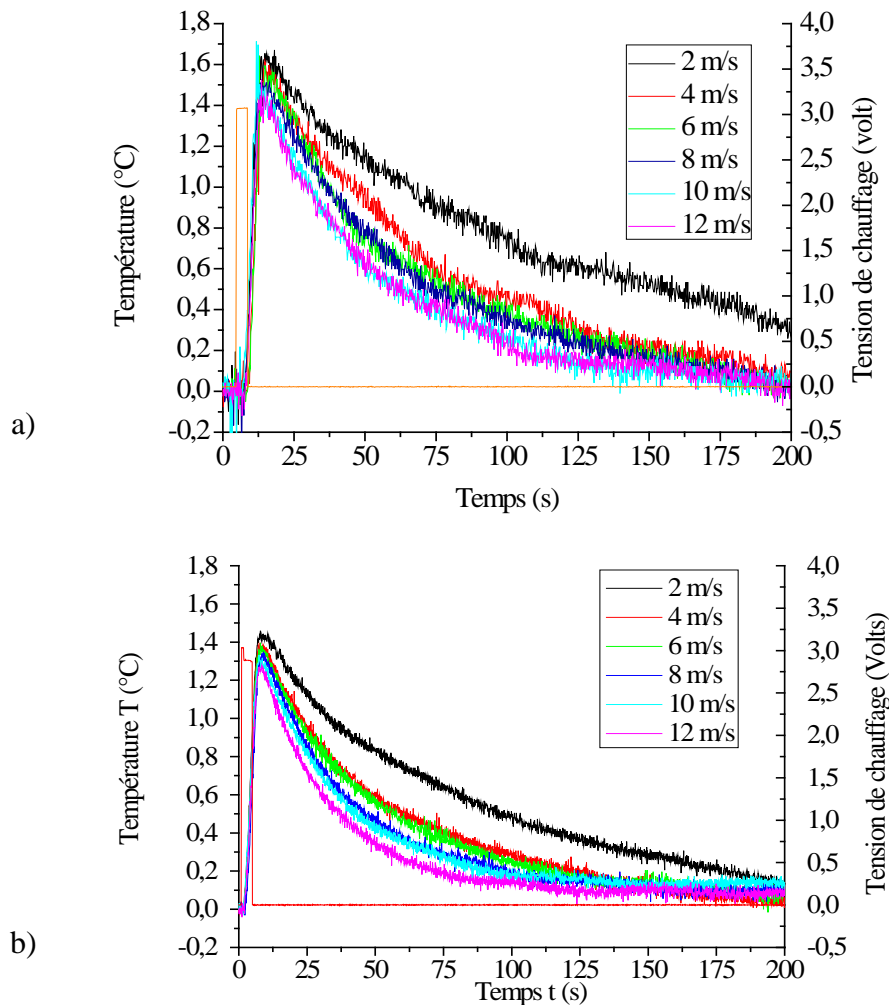 1,8
1,6
1,4
1,2
1,0
0,8
0,6
0,4
0,2
0,0
-0,2
Température (°C)
4,0
3,5
3,0
2,5
2,0
1,5
1,0
0,5
0,0
-0,5
Tension de chauffage (volt)
2 m/s
4 m/s
6 m/s
8 m/s
10 m/s
12 m/s
0 25 50 75 100 125 150 175 200
Temps (s)
a)
1,8
1,6
1,4
1,2
1,0
0,8
0,6
0,4
0,2
0,0
-0,2
Température T (°C)
4,0
3,5
3,0
2,5
2,0
1,5
1,0
0,5
0,0
-0,5
Tension de chauffage (Volts)
2 m/s
4 m/s
6 m/s
8 m/s
10 m/s
12 m/s
0 25 50 75 100 125 150 175 200
Temps t (s)
b)